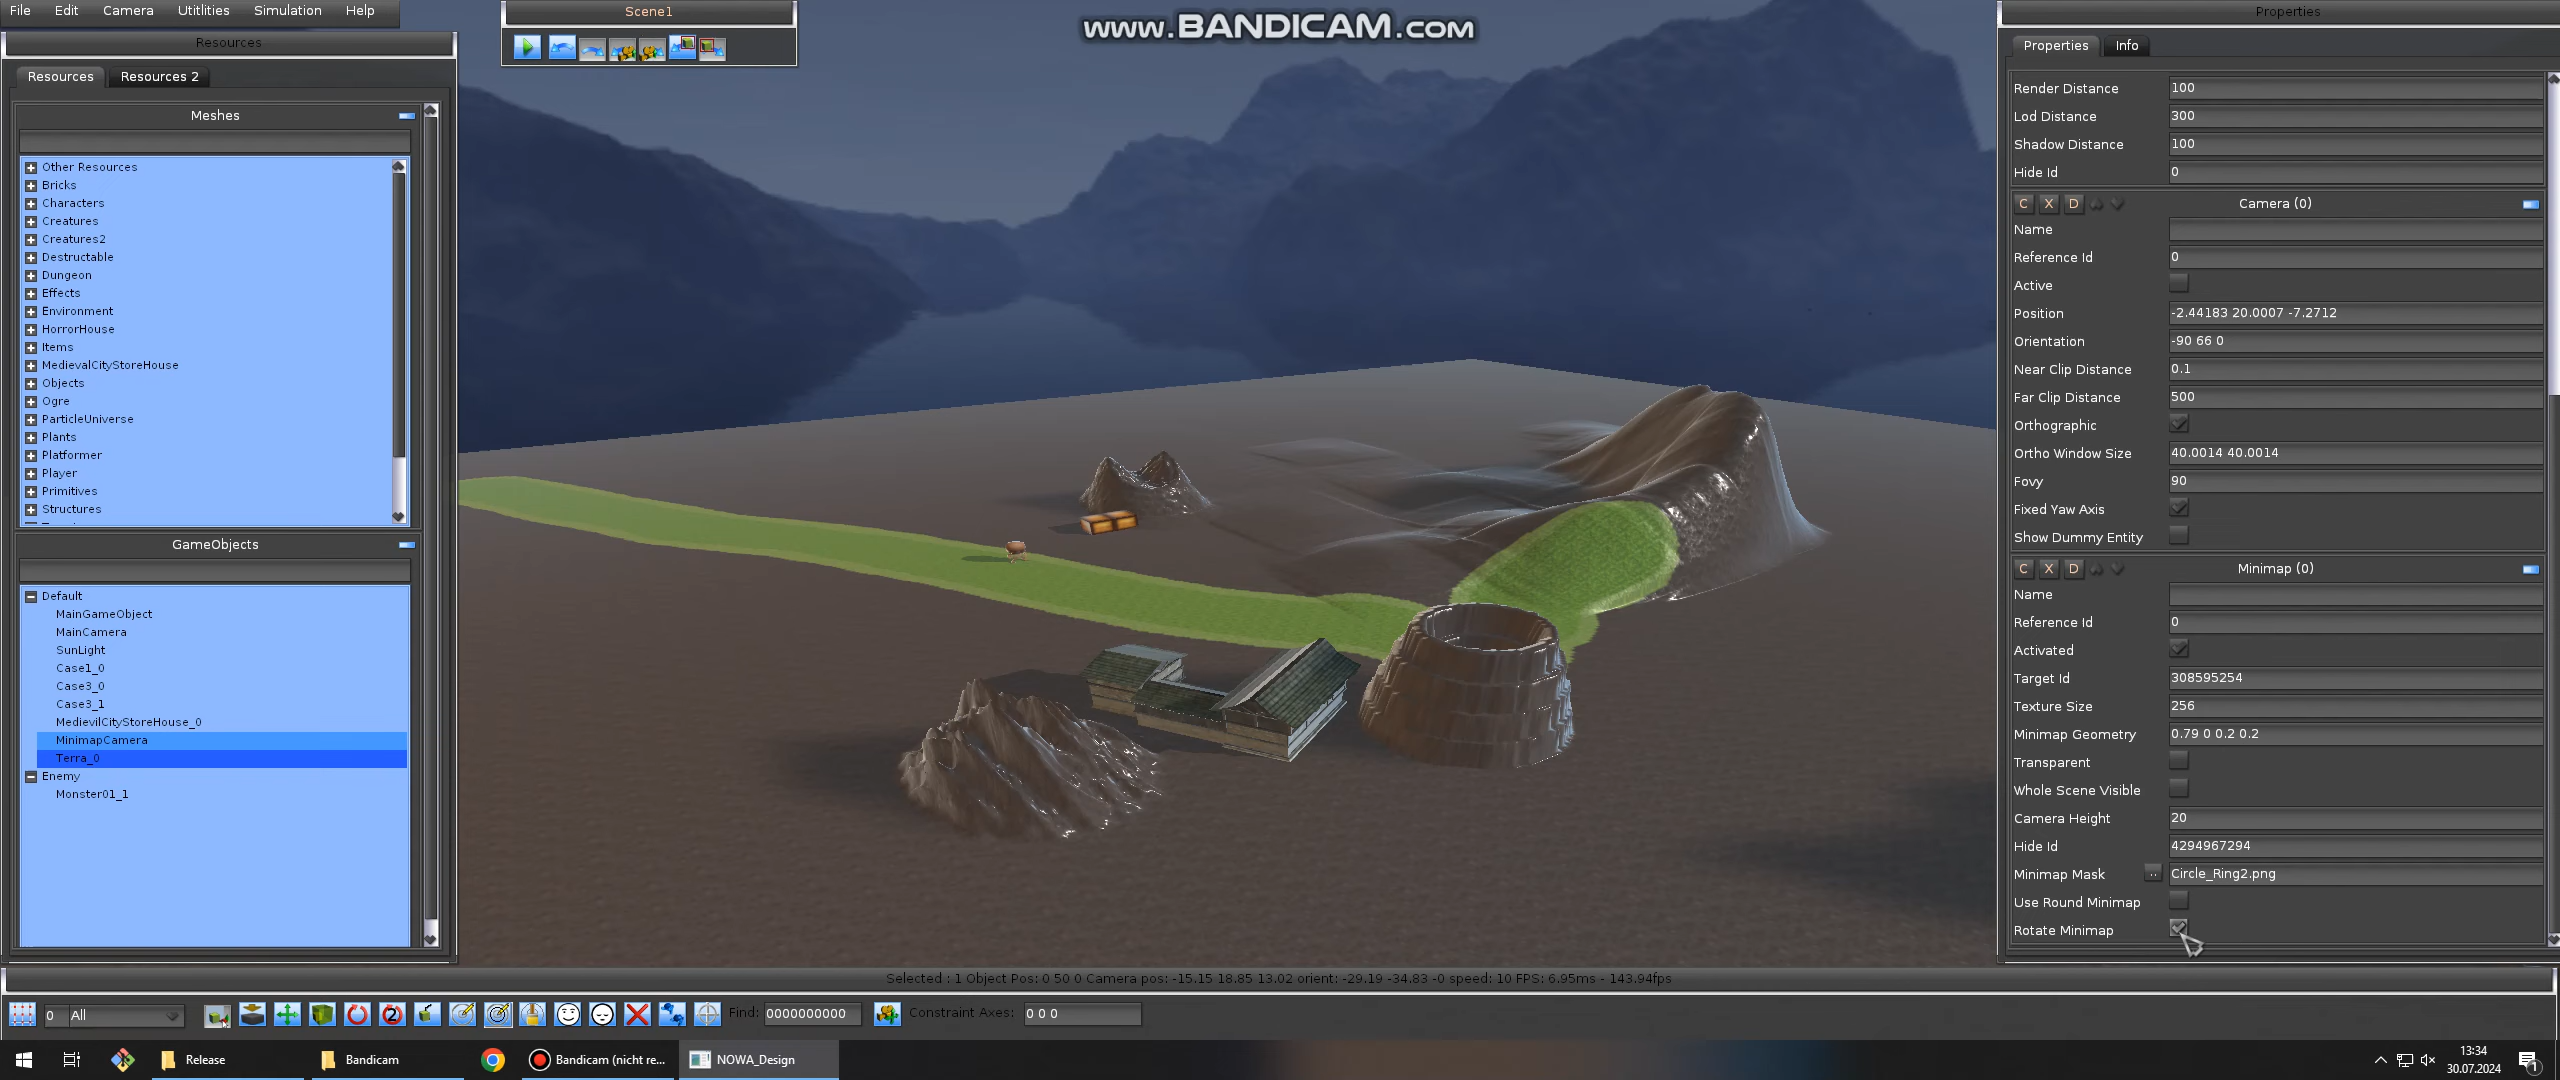 File Edit Camera Utitlities Simulation Help
Scene1
www.BANDICAM.com
Resources
Resources Resources 2
Meshes
Other Resources
Bricks
Characters
Creatures
Creatures2
Destructable
Dungeon
Effects
Environment
HorrorHouse
Items
MedievalCityStoreHouse
Objects
Ogre
ParticleUniverse
Plants
Platformer
Player
Primitives
Structures
GameObjects
Default
MainGameObject
MainCamera
SunLight
Case1_0
Case3_0
Case3_1
MedievilCityStoreHouse_0
MinimapCamera
Terra_0
Enemy
Monster01_1
Properties
Properties Info
Render Distance 100
Lod Distance 300
Shadow Distance 100
Hide Id 0
C X D Camera (0)
Name
Reference Id 0
Active
Position -2.44183 20.0007 -7.2712
Orientation -90 66 0
Near Clip Distance 0.1
Far Clip Distance 500
Orthographic
Ortho Window Size 40.0014 40.0014
Fovy 90
Fixed Yaw Axis
Show Dummy Entity
C X D Minimap (0)
Name
Reference Id 0
Activated
Target Id 308595254
Texture Size 256
Minimap Geometry 0.79 0 0.2 0.2
Transparent
Whole Scene Visible
Camera Height 20
Hide Id 4294967294
Minimap Mask .. Circle_Ring2.png
Use Round Minimap
Rotate Minimap
Selected : 1 Object Pos: 0 50 0 Camera pos: -15.15 18.85 13.02 orient: -29.19 -34.83 -0 speed: 10 FPS: 6.95ms - 143.94fps
0 All 2 Find: 0000000000 Constraint Axes: 0 0 0
Release Bandicam Bandicam (nicht re... NOWA_Design
13:34
30.07.2024
1